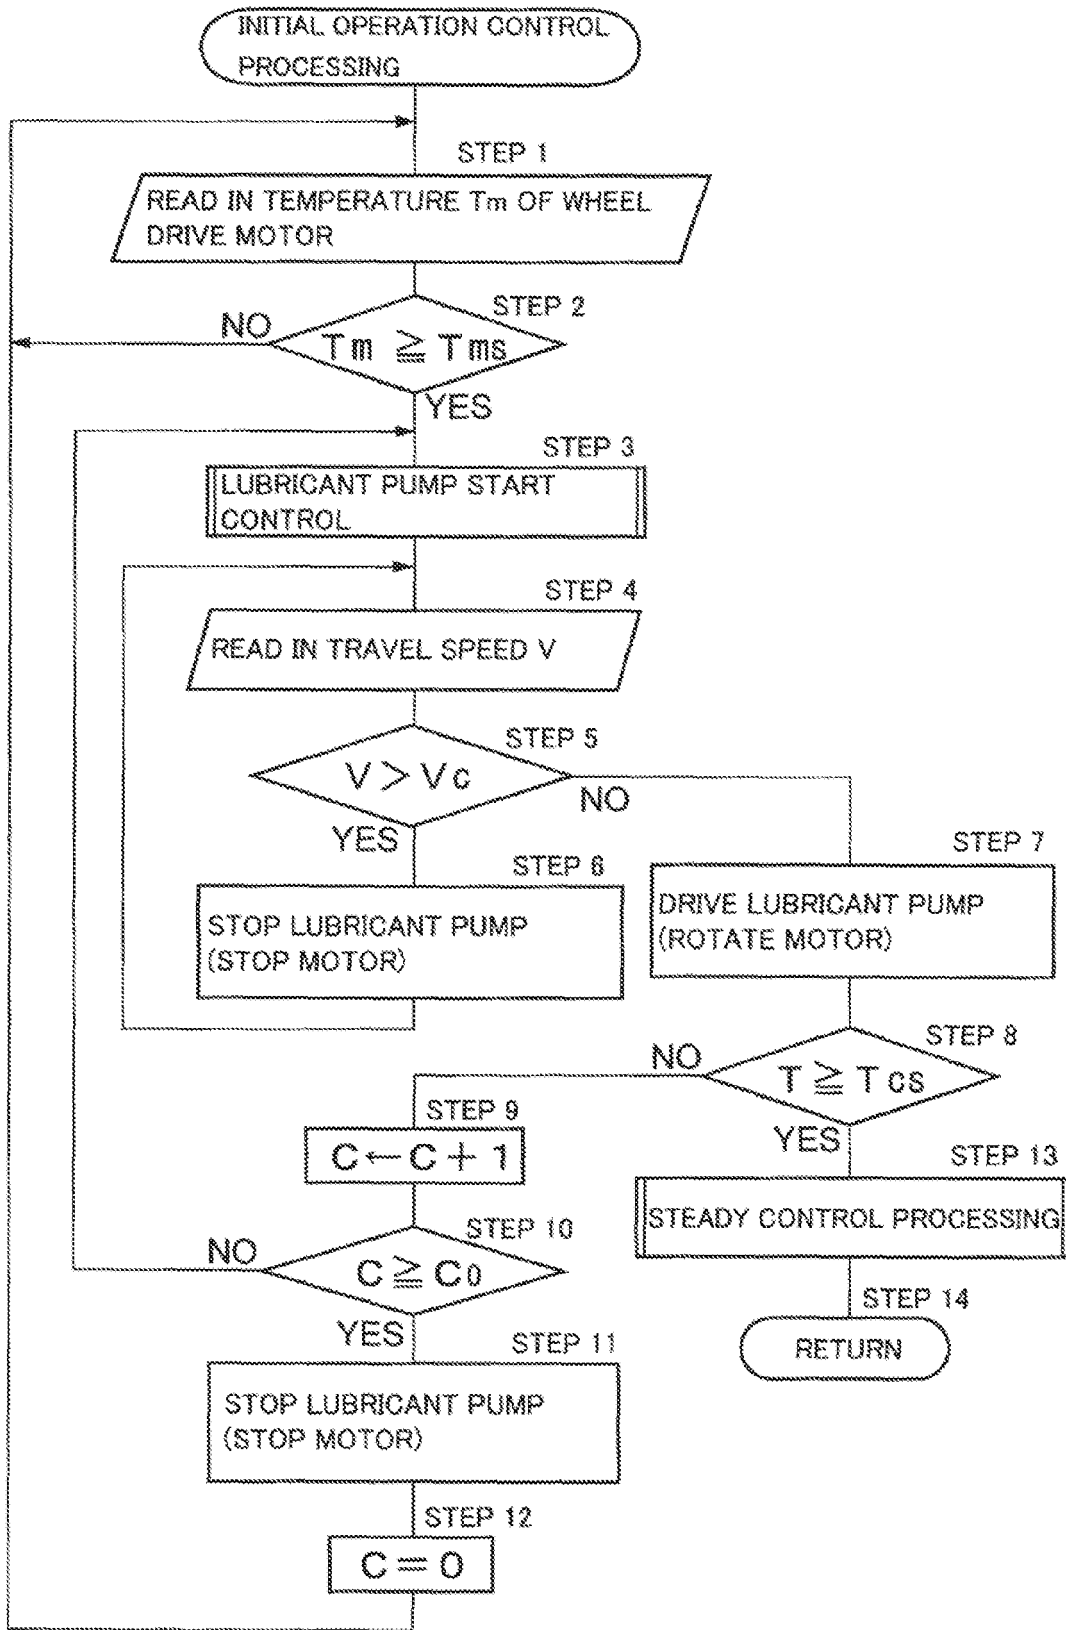 INITIAL OPERATION CONTROL
PROCESSING
STEP 1
READ IN TEMPERATURE Tm OF WHEEL
DRIVE MOTOR
STEP 2
NO
Tm ≧ Tms
YES
STEP 3
LUBRICANT PUMP START
CONTROL
STEP 4
READ IN TRAVEL SPEED V
STEP 5
V > Vc
NO
YES
STEP 6
STOP LUBRICANT PUMP
(STOP MOTOR)
STEP 7
DRIVE LUBRICANT PUMP
(ROTATE MOTOR)
STEP 8
NO
T ≧ Tcs
YES
STEP 9
C ← C + 1
STEP 10
NO
C ≧ C0
YES
STEP 11
STOP LUBRICANT PUMP
(STOP MOTOR)
STEP 12
C = 0
STEP 13
STEADY CONTROL PROCESSING
STEP 14
RETURN